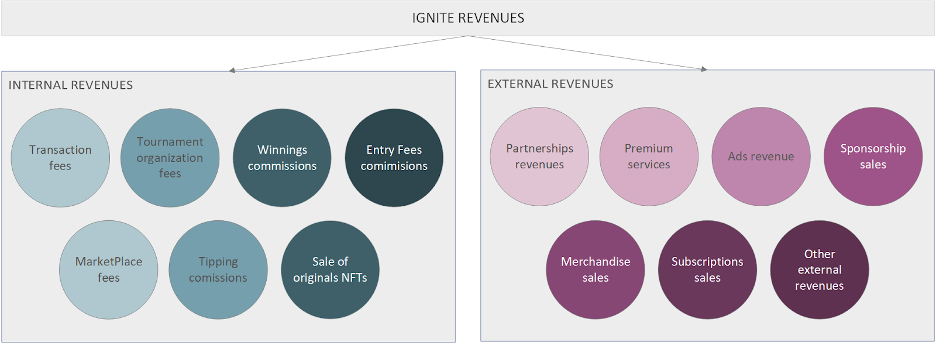 IGNITE REVENUES
INTERNAL REVENUES
Transaction
fees
Tournament
organization
fees
Winnings
commissions
Entry Fees
comimisions
MarketPlace
fees
Tipping
comissions
Sale of
originals NFTs
EXTERNAL REVENUES
Partnerships
revenues
Premium
services
Ads revenue
Sponsorship
sales
Merchandise
sales
Subscriptions
sales
Other
external
revenues